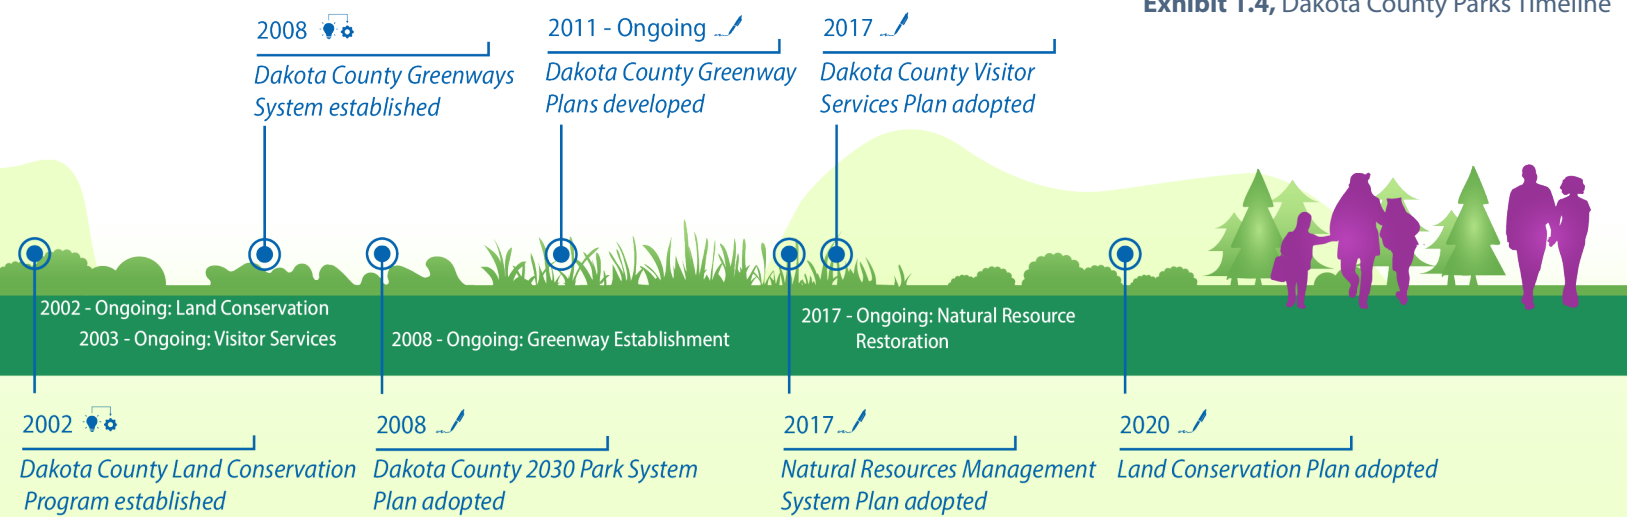 Exhibit 1.4, Dakota County Parks Timeline
2008
Dakota County Greenways
System established
2011 - Ongoing
Dakota County Greenway
Plans developed
2017
Dakota County Visitor
Services Plan adopted
2002 - Ongoing: Land Conservation
2003 - Ongoing: Visitor Services
2008 - Ongoing: Greenway Establishment
2017 - Ongoing: Natural Resource
Restoration
2002
Dakota County Land Conservation
Program established
2008
Dakota County 2030 Park System
Plan adopted
2017
Natural Resources Management
System Plan adopted
2020
Land Conservation Plan adopted